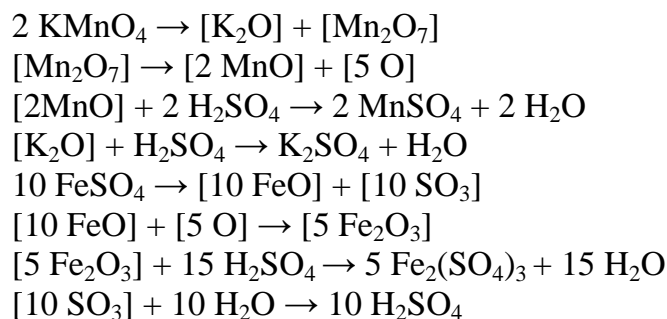 2 KMnO₄ → [K₂O] + [Mn₂O₇]
[Mn₂O₇] → [2 MnO] + [5 O]
[2MnO] + 2 H₂SO₄ → 2 MnSO₄ + 2 H₂O
[K₂O] + H₂SO₄ → K₂SO₄ + H₂O
10 FeSO₄ → [10 FeO] + [10 SO₃]
[10 FeO] + [5 O] → [5 Fe₂O₃]
[5 Fe₂O₃] + 15 H₂SO₄ → 5 Fe₂(SO₄)₃ + 15 H₂O
[10 SO₃] + 10 H₂O → 10 H₂SO₄